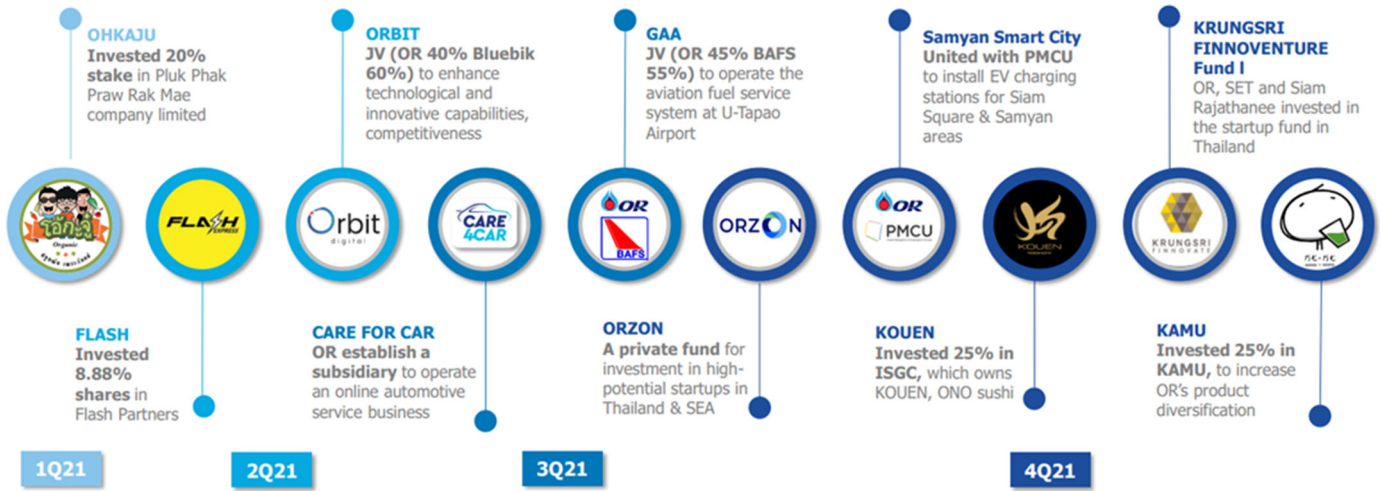 OHKAJU
Invested 20%
stake in Pluk Phak
Praw Rak Mae
company limited
ORBIT
JV (OR 40% Bluebik
60%) to enhance
technological and
innovative capabilities,
competitiveness
GAA
JV (OR 45% BAFS
55%) to operate the
aviation fuel service
system at U-Tapao
Airport
Samyan Smart City
United with PMCU
to install EV charging
stations for Siam
Square & Samyan
areas
KRUNGSRI
FINNOVENTURE
Fund I
OR, SET and Siam
Rajathanee invested in
the startup fund in
Thailand
โอ้กะจู๋
Organic
FLASH
EXPRESS
Orbit
digital
CARE
4CAR
OR
BAFS
ORZON
OR
PMCU
KOUEN
KRUNGSRI
FINNOVATE
FLASH
Invested
8.88%
shares in
Flash Partners
CARE FOR CAR
OR establish a
subsidiary to operate
an online automotive
service business
ORZON
A private fund for
investment in high-
potential startups in
Thailand & SEA
KOUEN
Invested 25% in
ISGC, which owns
KOUEN, ONO sushi
KAMU
Invested 25% in
KAMU, to increase
OR's product
diversification
1Q21
2Q21
3Q21
4Q21